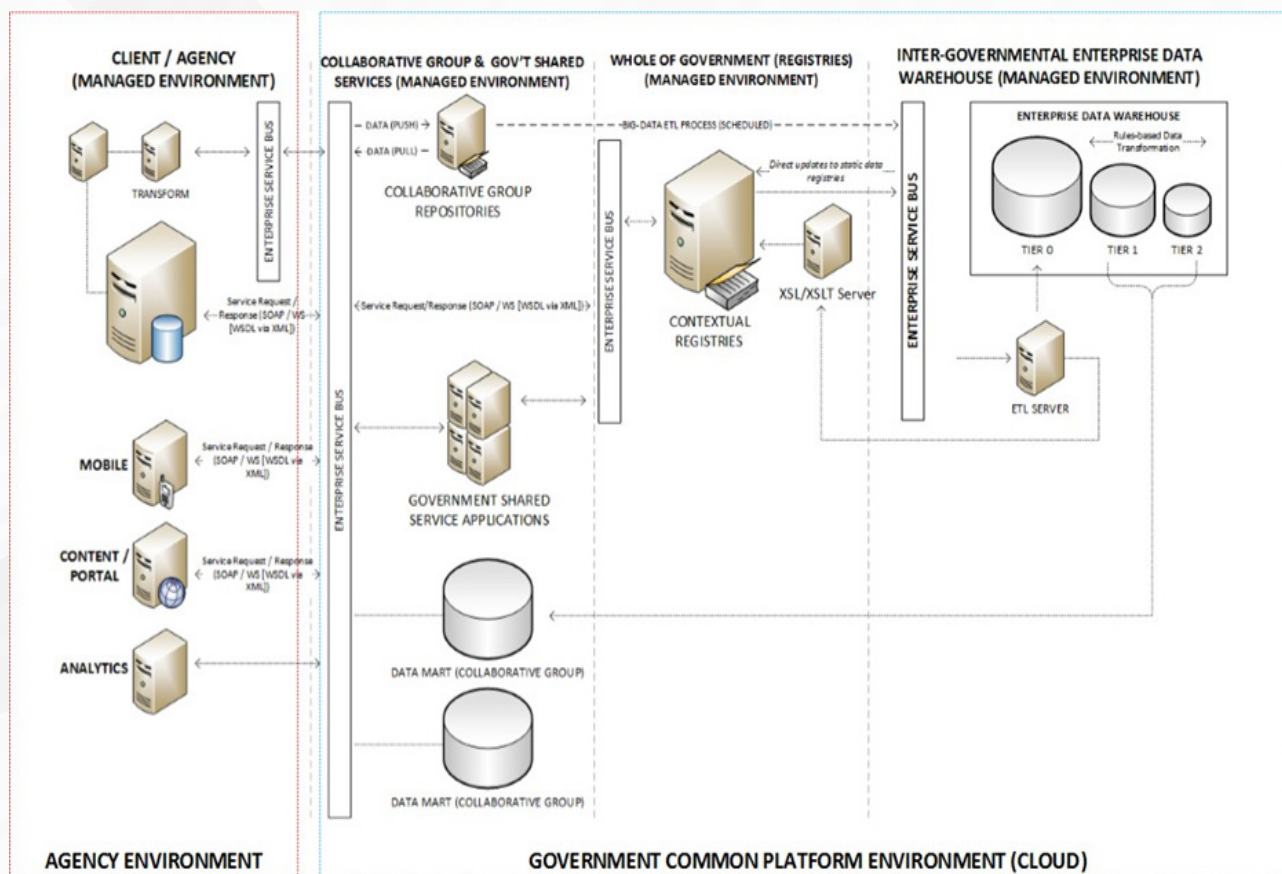 CLIENT / AGENCY
(MANAGED ENVIRONMENT)
COLLABORATIVE GROUP & GOV'T SHARED
SERVICES (MANAGED ENVIRONMENT)
WHOLE OF GOVERNMENT (REGISTRIES)
(MANAGED ENVIRONMENT)
INTER-GOVERNMENTAL ENTERPRISE DATA
WAREHOUSE (MANAGED ENVIRONMENT)
TRANSFORM
ENTERPRISE SERVICE BUS
Service Request /
Response (SOAP / WS
[WSDL via XML])
MOBILE
Service Request / Response
(SOAP / WS [WSDL via
XML])
CONTENT /
PORTAL
Service Request / Response
(SOAP / WS [WSDL via
XML])
ANALYTICS
ENTERPRISE SERVICE BUS
DATA (PUSH)
DATA (PULL)
COLLABORATIVE GROUP
REPOSITORIES
BIG-DATA ETL PROCESS (SCHEDULED)
Service Request/Response (SOAP / WS [WSDL via XML])
GOVERNMENT SHARED
SERVICE APPLICATIONS
DATA MART (COLLABORATIVE GROUP)
DATA MART (COLLABORATIVE GROUP)
ENTERPRISE SERVICE BUS
Direct updates to static data
registries
CONTEXTUAL
REGISTRIES
XSL/XSLT Server
ENTERPRISE SERVICE BUS
ENTERPRISE DATA WAREHOUSE
Rules-based Data
Transformation
TIER 0
TIER 1
TIER 2
ETL SERVER
AGENCY ENVIRONMENT
GOVERNMENT COMMON PLATFORM ENVIRONMENT (CLOUD)